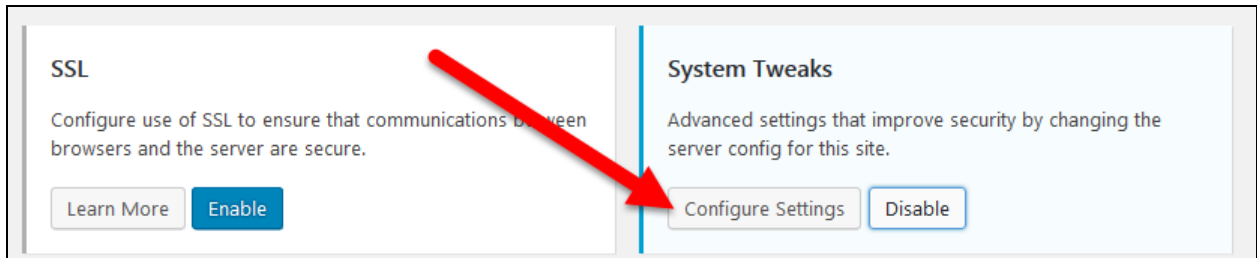 SSL
Configure use of SSL to ensure that communications between
browsers and the server are secure.
Learn More Enable
System Tweaks
Advanced settings that improve security by changing the
server config for this site.
Configure Settings Disable